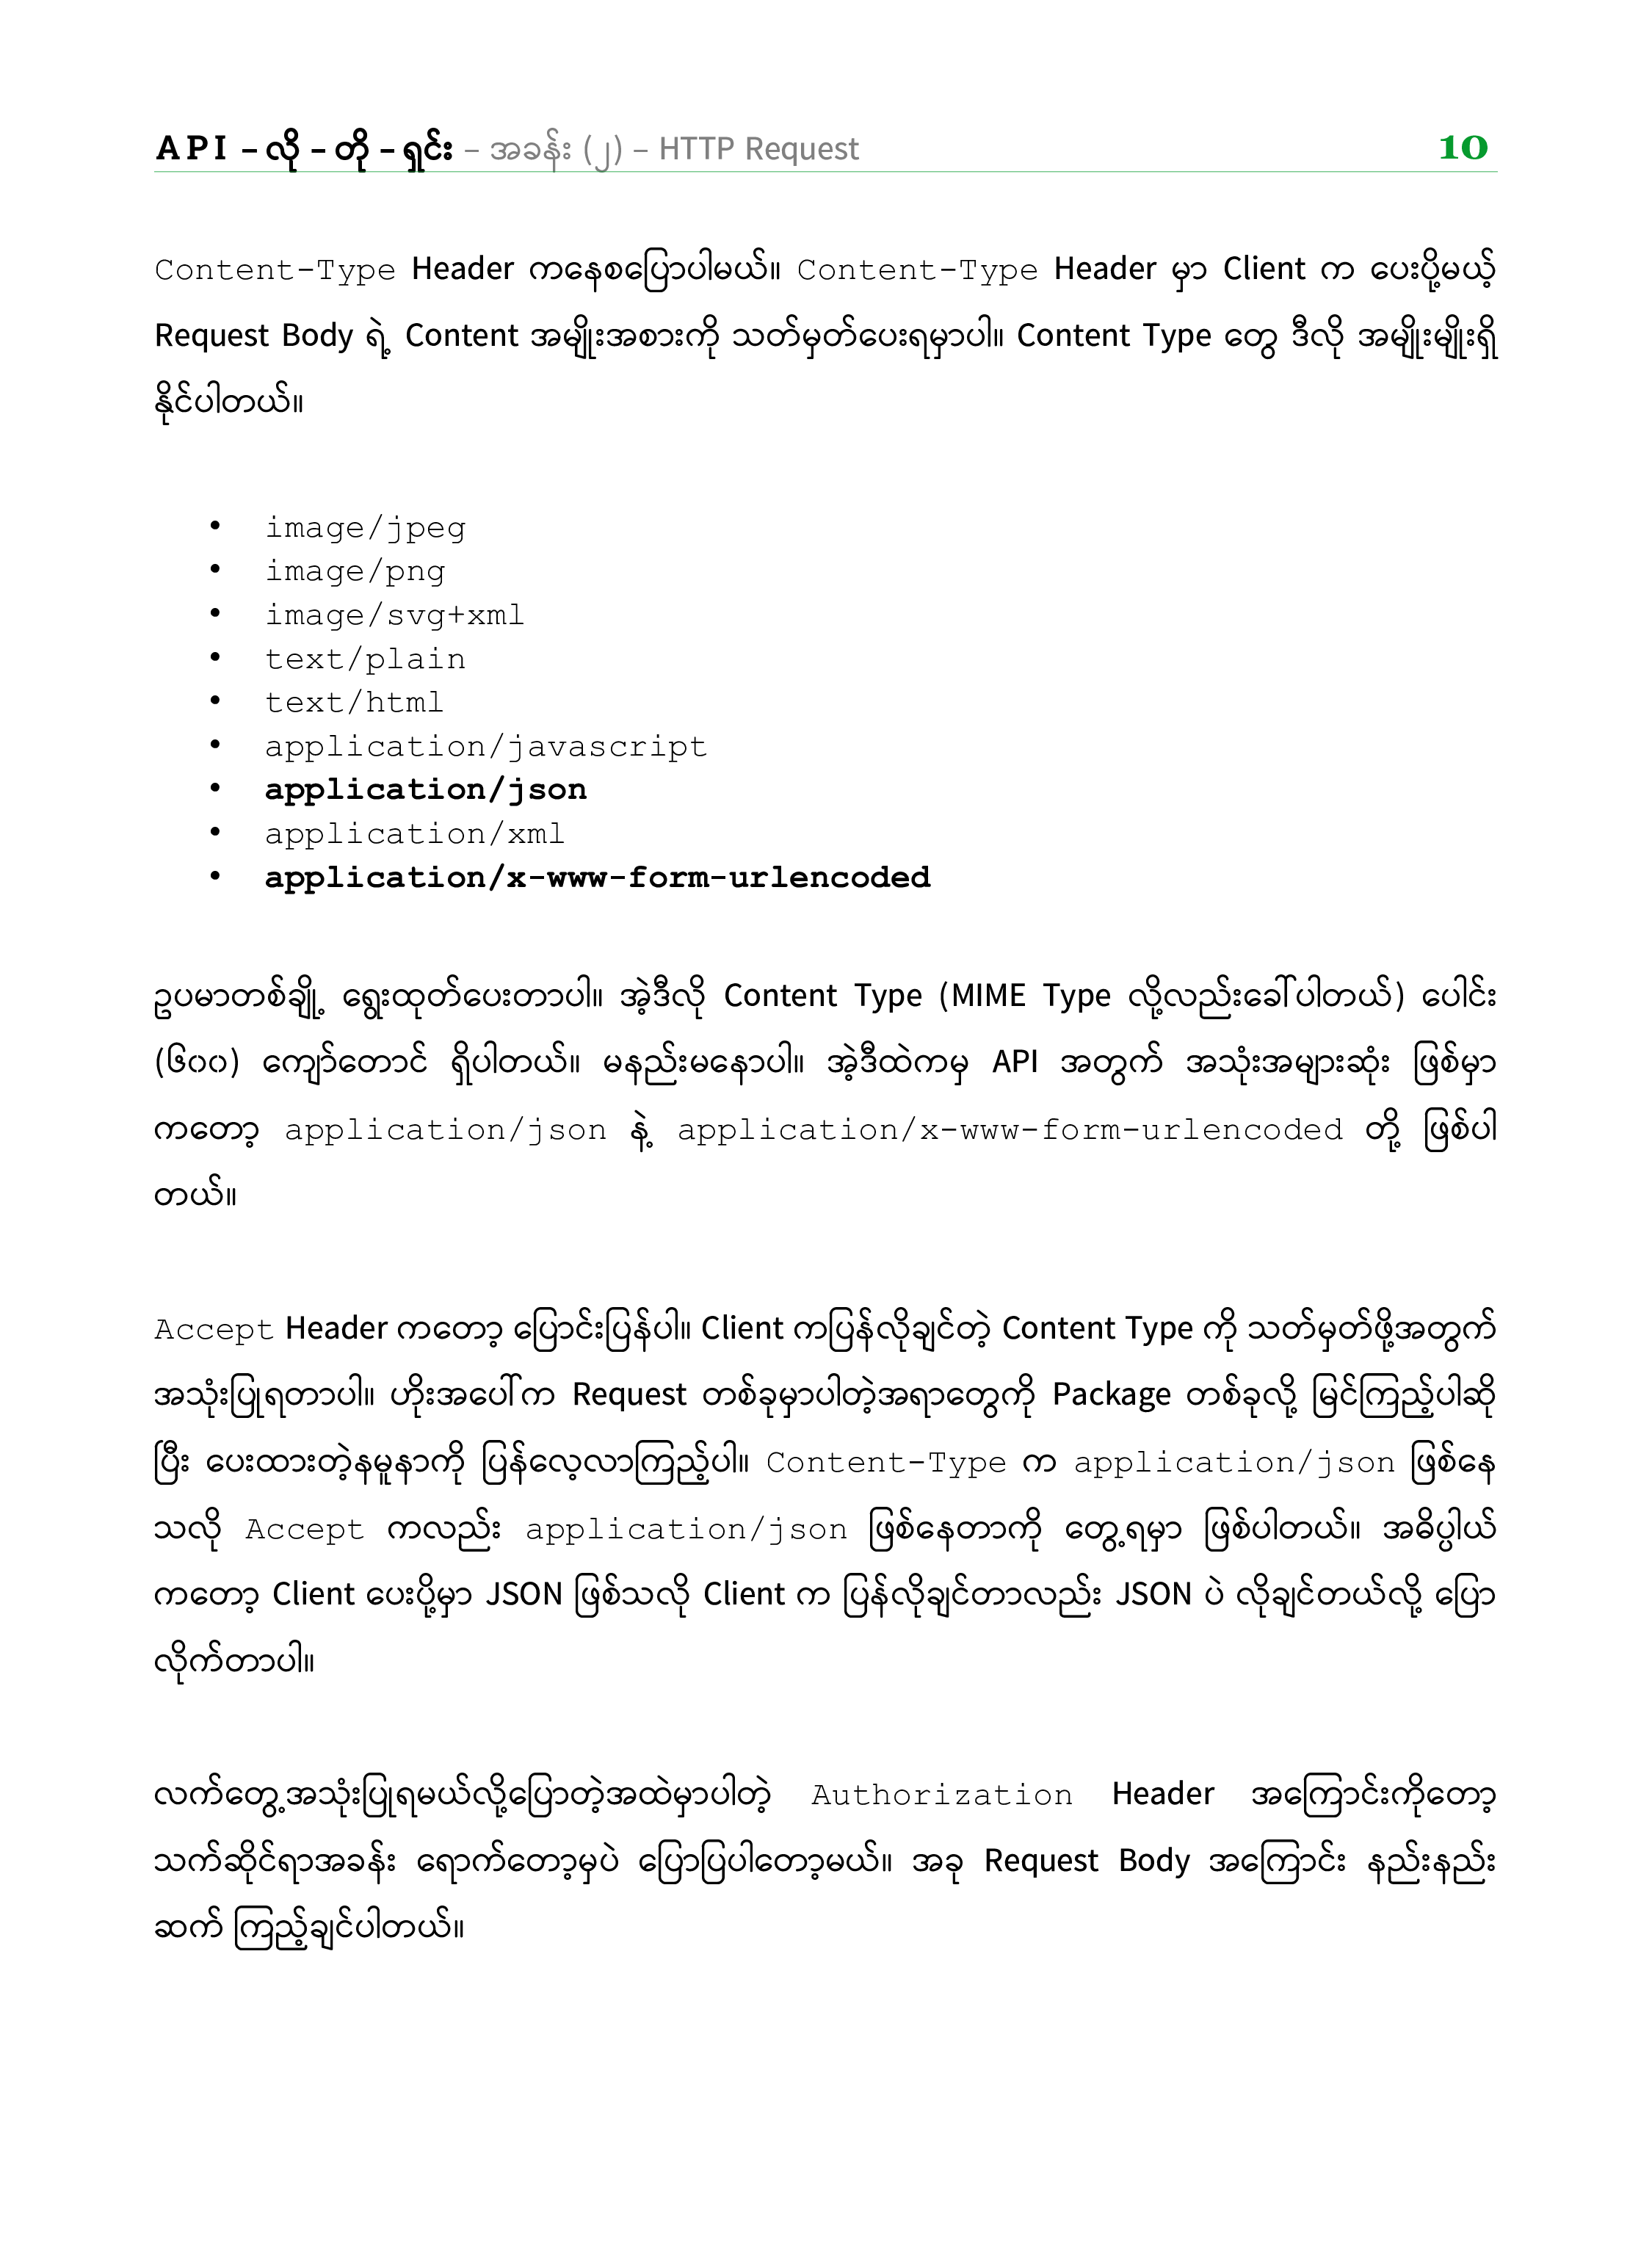 API – လို – တို – ရှင်း – အခန်း (၂) – HTTP Request 10
Content-Type Header ကနေစပြောပါမယ်။ Content-Type Header မှာ Client က ပေးပို့မယ့်
Request Body ရဲ့ Content အမျိုးအစားကို သတ်မှတ်ပေးရမှာပါ။ Content Type တွေ ဒီလို အမျိုးမျိုးရှိ
နိုင်ပါတယ်။
• image/jpeg
• image/png
• image/svg+xml
• text/plain
• text/html
• application/javascript
• application/json
• application/xml
• application/x-www-form-urlencoded
ဥပမာတစ်ချို့ ရွေးထုတ်ပေးတာပါ။ အဲ့ဒီလို Content Type (MIME Type လို့လည်းခေါ်ပါတယ်) ပေါင်း
(၆၀၀) ကျော်တောင် ရှိပါတယ်။ မနည်းမနောပါ။ အဲ့ဒီထဲကမှ API အတွက် အသုံးအများဆုံး ဖြစ်မှာ
ကတော့ application/json နဲ့ application/x-www-form-urlencoded တို့ ဖြစ်ပါ
တယ်။
Accept Header ကတော့ ပြောင်းပြန်ပါ။ Client ကပြန်လိုချင်တဲ့ Content Type ကို သတ်မှတ်ဖို့အတွက်
အသုံးပြုရတာပါ။ ဟိုးအပေါ်က Request တစ်ခုမှာပါတဲ့အရာတွေကို Package တစ်ခုလို့ မြင်ကြည့်ပါဆို
ပြီး ပေးထားတဲ့နမူနာကို ပြန်လေ့လာကြည့်ပါ။ Content-Type က application/json ဖြစ်နေ
သလို Accept ကလည်း application/json ဖြစ်နေတာကို တွေ့ရမှာ ဖြစ်ပါတယ်။ အဓိပ္ပါယ်
ကတော့ Client ပေးပို့မှာ JSON ဖြစ်သလို Client က ပြန်လိုချင်တာလည်း JSON ပဲ လိုချင်တယ်လို့ ပြော
လိုက်တာပါ။
လက်တွေ့အသုံးပြုရမယ်လို့ပြောတဲ့အထဲမှာပါတဲ့ Authorization Header အကြောင်းကိုတော့
သက်ဆိုင်ရာအခန်း ရောက်တော့မှပဲ ပြောပြပါတော့မယ်။ အခု Request Body အကြောင်း နည်းနည်း
ဆက် ကြည့်ချင်ပါတယ်။